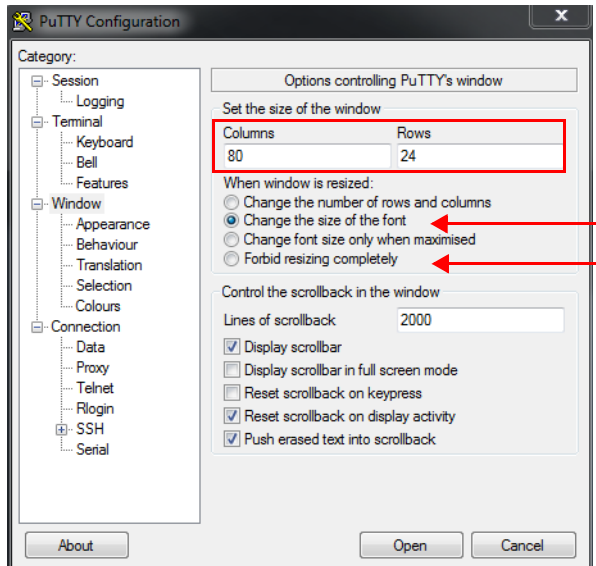 PuTTY Configuration
x
Category:
Session
Logging
Terminal
Keyboard
Bell
Features
Window
Appearance
Behaviour
Translation
Selection
Colours
Connection
Data
Proxy
Telnet
Rlogin
SSH
Serial
Options controlling PuTTY's window
Set the size of the window
Columns Rows
80 24
When window is resized:
Change the number of rows and columns
Change the size of the font
Change font size only when maximised
Forbid resizing completely
Control the scrollback in the window
Lines of scrollback 2000
Display scrollbar
Display scrollbar in full screen mode
Reset scrollback on keypress
Reset scrollback on display activity
Push erased text into scrollback
About Open Cancel